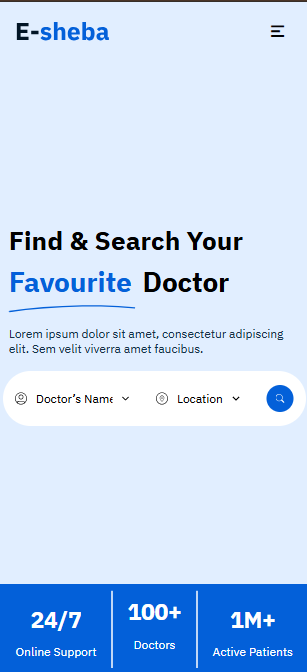 E-sheba
Find & Search Your
Favourite Doctor
Lorem ipsum dolor sit amet, consectetur adipiscing
elit. Sem velit viverra amet faucibus.
Doctor's Name Location
24/7 100+ 1M+
Online Support Doctors Active Patients